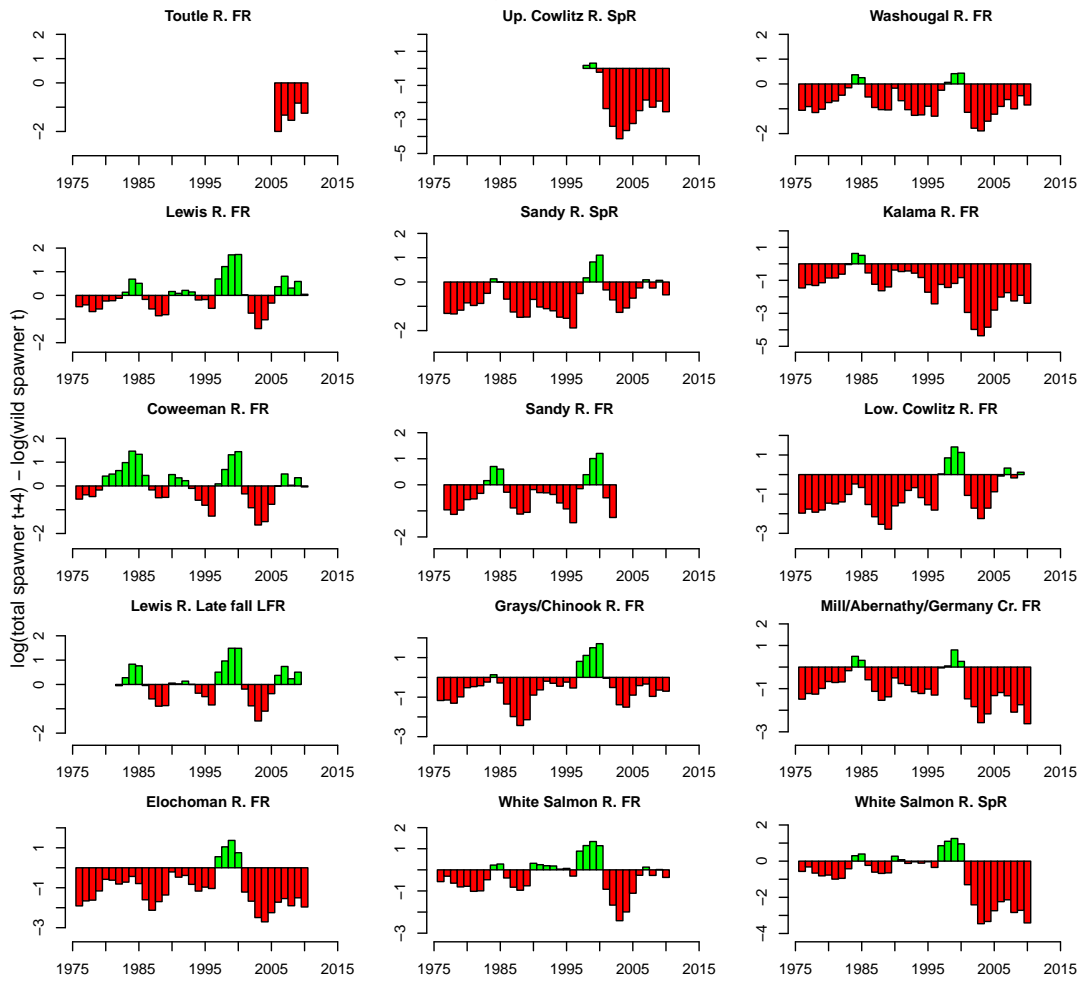 Toutle R. FR
2
1
0
−2
1975 1985 1995 2005 2015
Up. Cowlitz R. SpR
1
−1
−3
−5
1975 1985 1995 2005 2015
Washougal R. FR
2
1
0
−2
1975 1985 1995 2005 2015
Lewis R. FR
2
1
0
−2
1975 1985 1995 2005 2015
Sandy R. SpR
2
1
0
−2
1975 1985 1995 2005 2015
Kalama R. FR
1
−1
−3
−5
1975 1985 1995 2005 2015
Coweeman R. FR
2
1
0
−2
1975 1985 1995 2005 2015
Sandy R. FR
2
1
0
−2
1975 1985 1995 2005 2015
Low. Cowlitz R. FR
1
−1
−3
1975 1985 1995 2005 2015
Lewis R. Late fall LFR
2
1
0
−2
1975 1985 1995 2005 2015
Grays/Chinook R. FR
1
−1
−3
1975 1985 1995 2005 2015
Mill/Abernathy/Germany Cr. FR
2
0
−1
−3
1975 1985 1995 2005 2015
Elochoman R. FR
1
−1
−3
1975 1985 1995 2005 2015
White Salmon R. FR
2
0
−1
−3
1975 1985 1995 2005 2015
White Salmon R. SpR
2
0
−2
−4
1975 1985 1995 2005 2015
log(total spawner t+4) − log(wild spawner t)